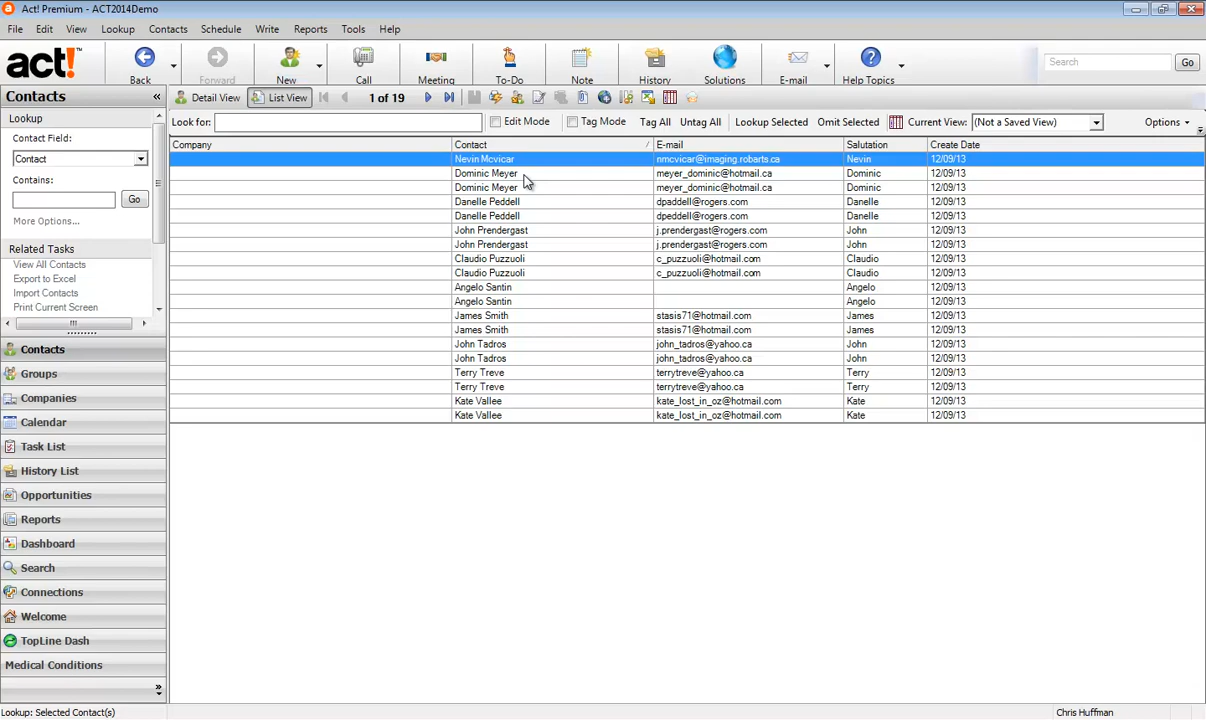 Act! Premium - ACT2014Demo
File Edit View Lookup Contacts Schedule Write Reports Tools Help
act! Back Forward New Call Meeting To-Do Note History Solutions E-mail Help Topics Search Go
Contacts « Detail View List View 1 of 19
Lookup
Look for: Edit Mode Tag Mode Tag All Untag All Lookup Selected Omit Selected Current View: (Not a Saved View) Options
Contact Field:
Contact
Contains:
Go
More Options...
Related Tasks
View All Contacts
Export to Excel
Import Contacts
Print Current Screen
Company Contact E-mail Salutation Create Date
Nevin Mcvicar nmcvicar@imaging.robarts.ca Nevin 12/09/13
Dominic Meyer meyer_dominic@hotmail.ca Dominic 12/09/13
Dominic Meyer meyer_dominic@hotmail.ca Dominic 12/09/13
Danelle Peddell dpaddell@rogers.com Danelle 12/09/13
Danelle Peddell dpeddell@rogers.com Danelle 12/09/13
John Prendergast j.prendergast@rogers.com John 12/09/13
John Prendergast j.prendergast@rogers.com John 12/09/13
Claudio Puzzuoli c_puzzuoli@hotmail.com Claudio 12/09/13
Claudio Puzzuoli c_puzzuoli@hotmail.com Claudio 12/09/13
Angelo Santin Angelo 12/09/13
Angelo Santin Angelo 12/09/13
James Smith stasis71@hotmail.com James 12/09/13
James Smith stasis71@hotmail.com James 12/09/13
John Tadros john_tadros@yahoo.ca John 12/09/13
John Tadros john_tadros@yahoo.ca John 12/09/13
Terry Treve terrytreve@yahoo.ca Terry 12/09/13
Terry Treve terrytreve@yahoo.ca Terry 12/09/13
Kate Vallee kate_lost_in_oz@hotmail.com Kate 12/09/13
Kate Vallee kate_lost_in_oz@hotmail.com Kate 12/09/13
Contacts
Groups
Companies
Calendar
Task List
History List
Opportunities
Reports
Dashboard
Search
Connections
Welcome
TopLine Dash
Medical Conditions
»
Lookup: Selected Contact(s) Chris Huffman